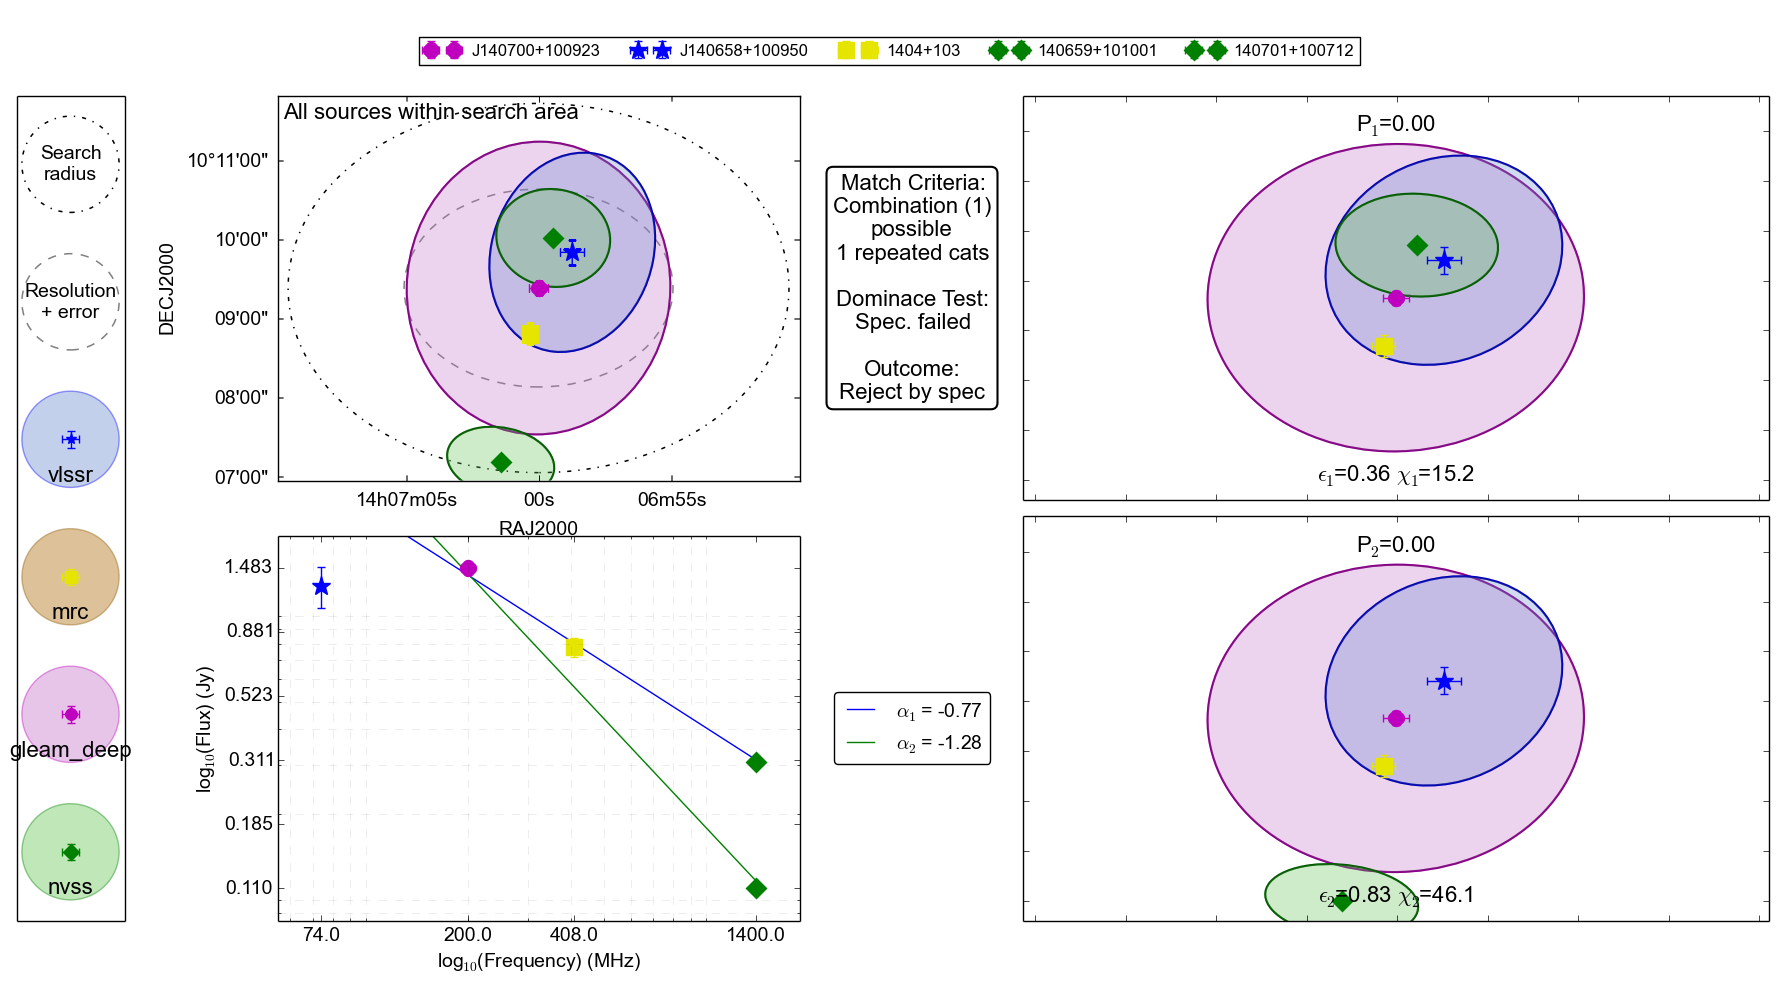 J140700+100923 J140658+100950 1404+103 140659+101001 140701+100712
Search
radius
Resolution
+ error
vlssr
mrc
gleam_deep
nvss
All sources within search area
DECJ2000
10°11'00"
10'00"
09'00"
08'00"
07'00"
14h07m05s 00s 06m55s
RAJ2000
Match Criteria:
Combination (1)
possible
1 repeated cats
Dominace Test:
Spec. failed
Outcome:
Reject by spec
P1=0.00
ϵ1=0.36 χ1=15.2
log10(Flux) (Jy)
1.483
0.881
0.523
0.311
0.185
0.110
74.0 200.0 408.0 1400.0
log10(Frequency) (MHz)
α1 = -0.77
α2 = -1.28
P2=0.00
ϵ2=0.83 χ2=46.1